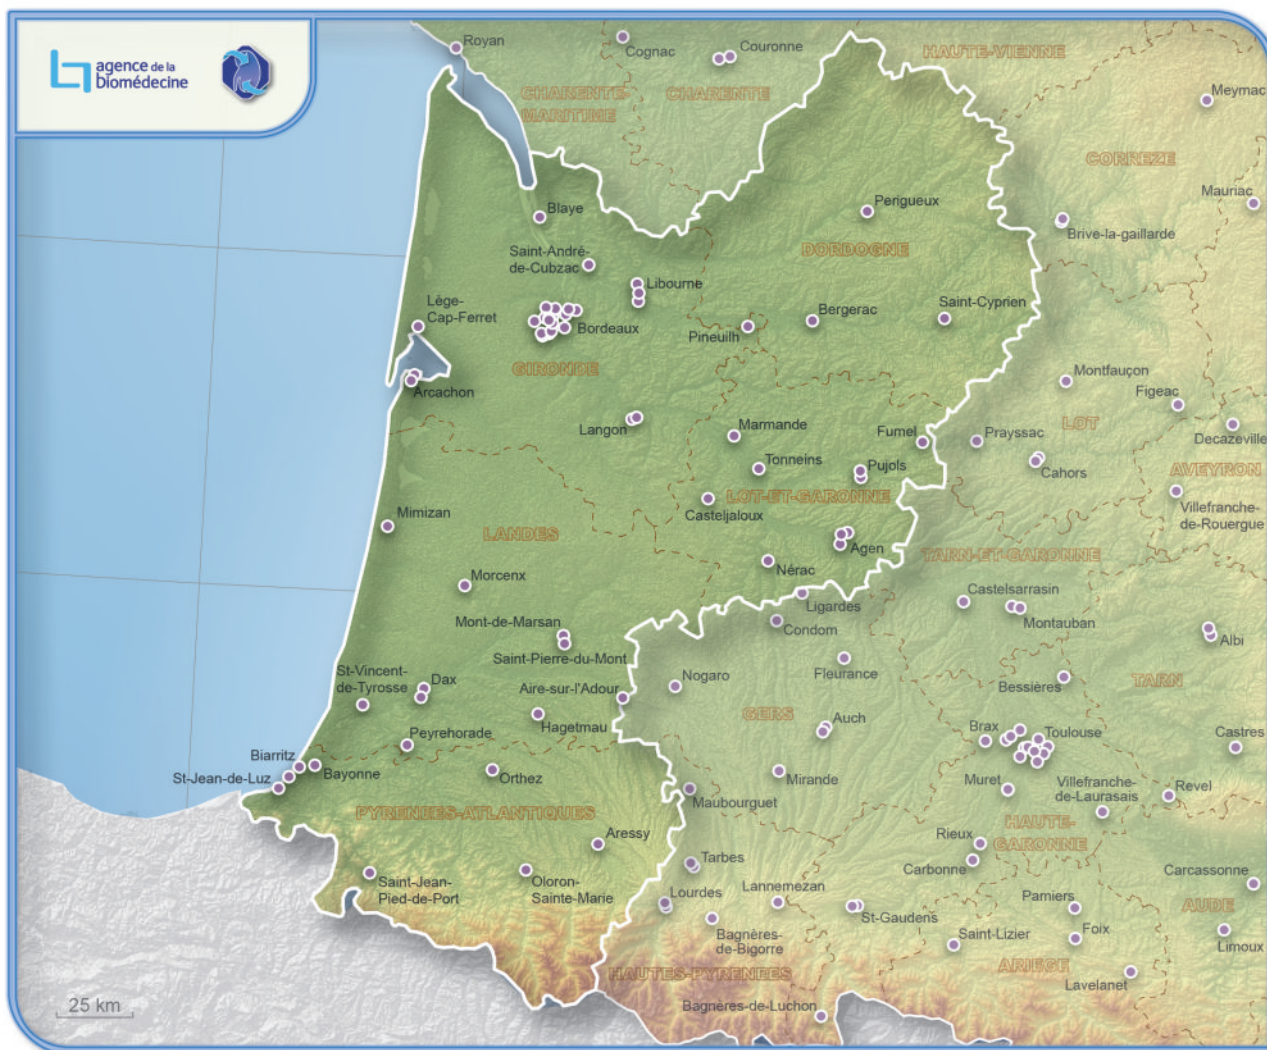 agence de la
biomédecine
Royan
Cognac
Couronne
HAUTE-VIENNE
CHARENTE-
MARITIME
CHARENTE
Meymac
CORREZE
Mauriac
Blaye
Perigueux
Brive-la-gaillarde
Saint-André-
de-Cubzac
DORDOGNE
Libourne
Lège-
Cap-Ferret
Bordeaux
Pineuilh
Bergerac
Saint-Cyprien
GIRONDE
Arcachon
Montfauçon
Figeac
Langon
Marmande
Fumel
Prayssac
LOT
Decazeville
Tonneins
Pujols
Cahors
AVEYRON
LOT-ET-GARONNE
Casteljaloux
Villefranche-
de-Rouergue
Mimizan
LANDES
Agen
TARN-ET-GARONNE
Nérac
Morcenx
Ligardes
Castelsarrasin
Condom
Montauban
Mont-de-Marsan
Saint-Pierre-du-Mont
Albi
St-Vincent-
de-Tyrosse
Dax
Aire-sur-l'Adour
Nogaro
Fleurance
Bessières
TARN
Hagetmau
GERS
Auch
Brax
Toulouse
Castres
Peyrehorade
Biarritz
St-Jean-de-Luz
Bayonne
Orthez
Mirande
Muret
Villefranche-
de-Laurasais
Revel
Maubourguet
PYRENEES-ATLANTIQUES
HAUTE-
GARONNE
Aressy
Rieux
Carbonne
Tarbes
Saint-Jean-
Pied-de-Port
Oloron-
Sainte-Marie
Lourdes
Lannemezan
Carcassonne
St-Gaudens
Pamiers
AUDE
Bagnères-
de-Bigorre
Saint-Lizier
Foix
Limoux
HAUTES-PYRENEES
ARIEGE
Lavelanet
Bagnères-de-Luchon
25 km